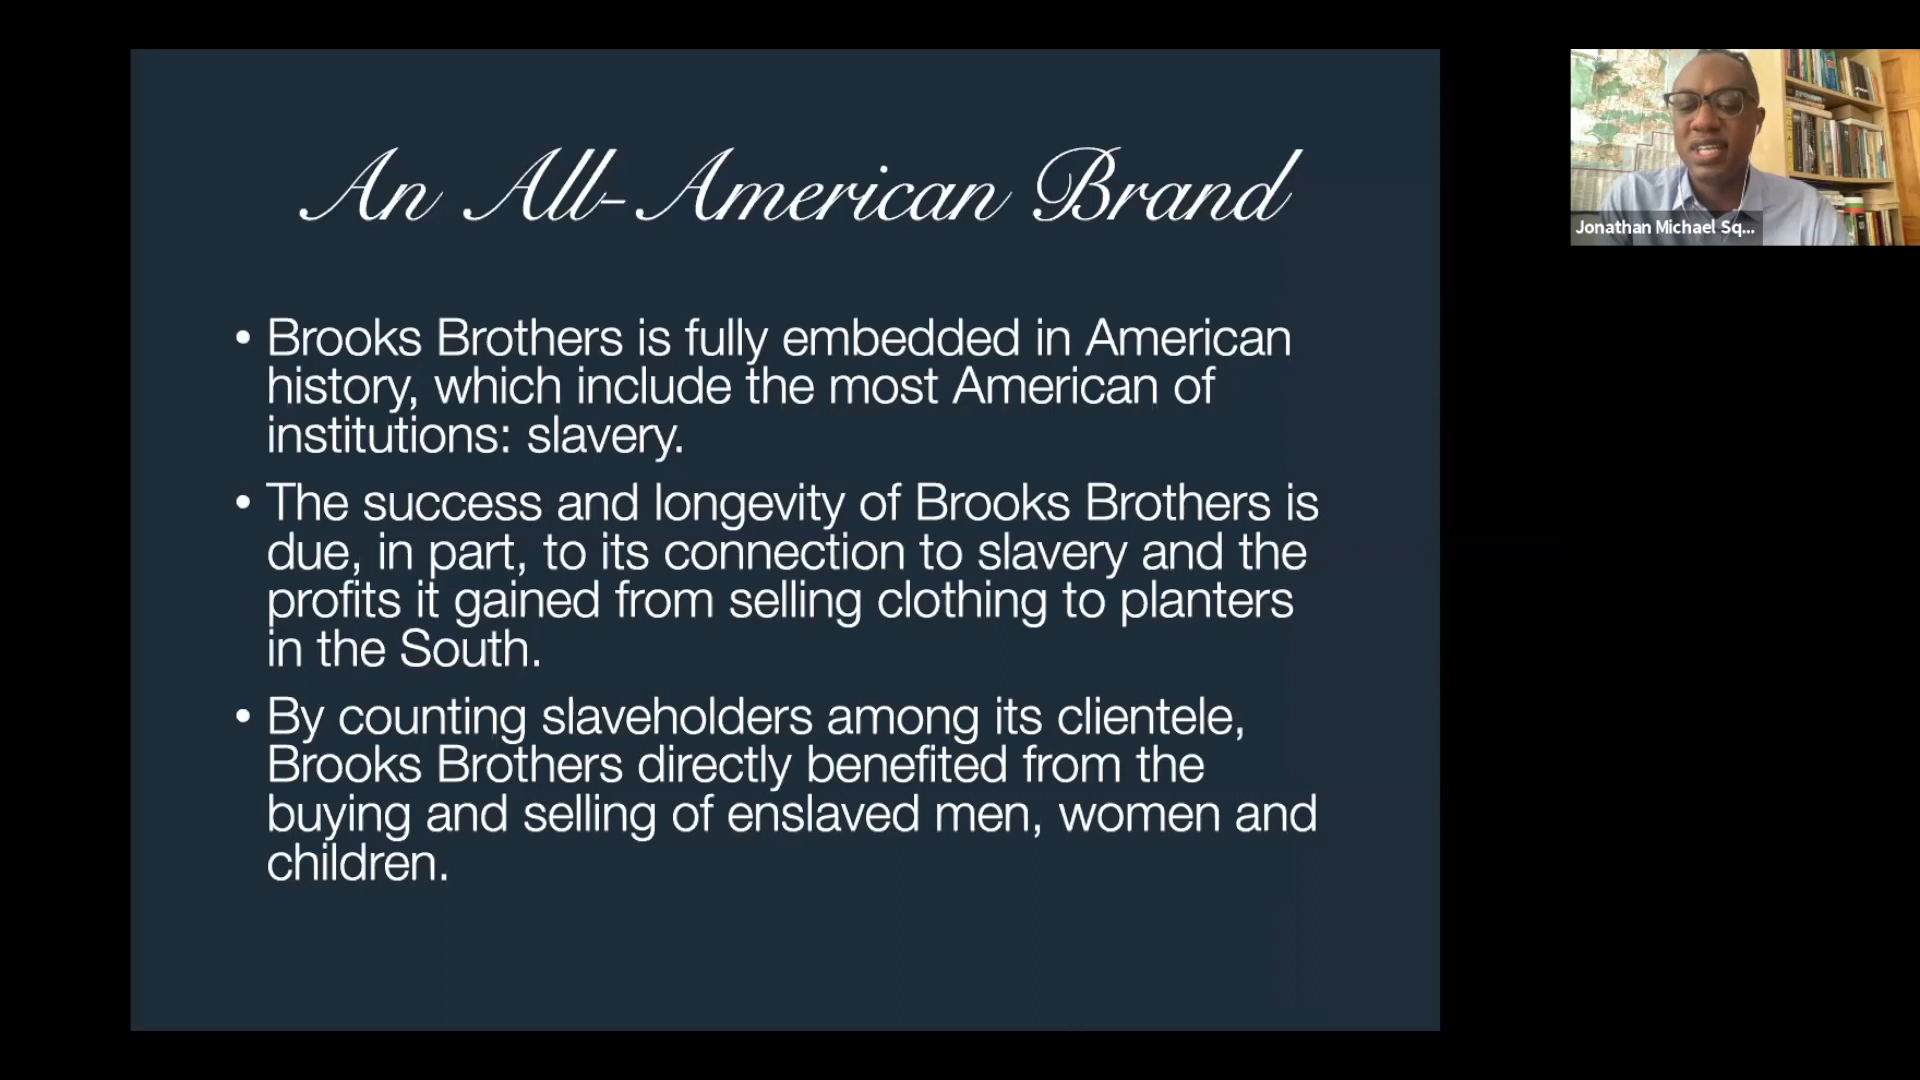 An All-American Brand
• Brooks Brothers is fully embedded in American
history, which include the most American of
institutions: slavery.
• The success and longevity of Brooks Brothers is
due, in part, to its connection to slavery and the
profits it gained from selling clothing to planters
in the South.
• By counting slaveholders among its clientele,
Brooks Brothers directly benefited from the
buying and selling of enslaved men, women and
children.
Jonathan Michael Sq...